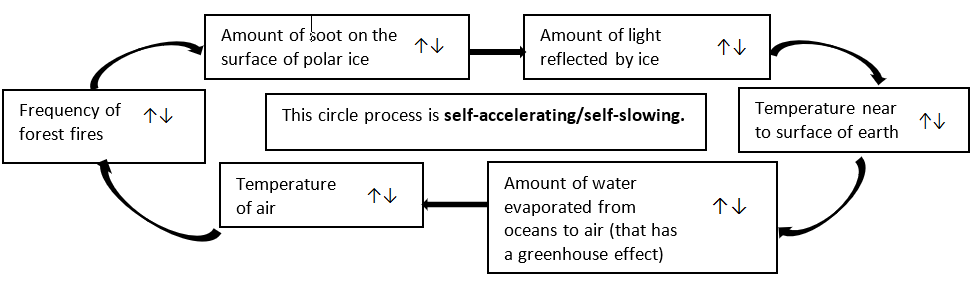 Amount of soot on the ↑↓
surface of polar ice
Amount of light ↑↓
reflected by ice
Frequency of ↑↓
forest fires
This circle process is self-accelerating/self-slowing.
Temperature near
to surface of earth ↑↓
Temperature ↑↓
of air
Amount of water
evaporated from ↑↓
oceans to air (that has
a greenhouse effect)